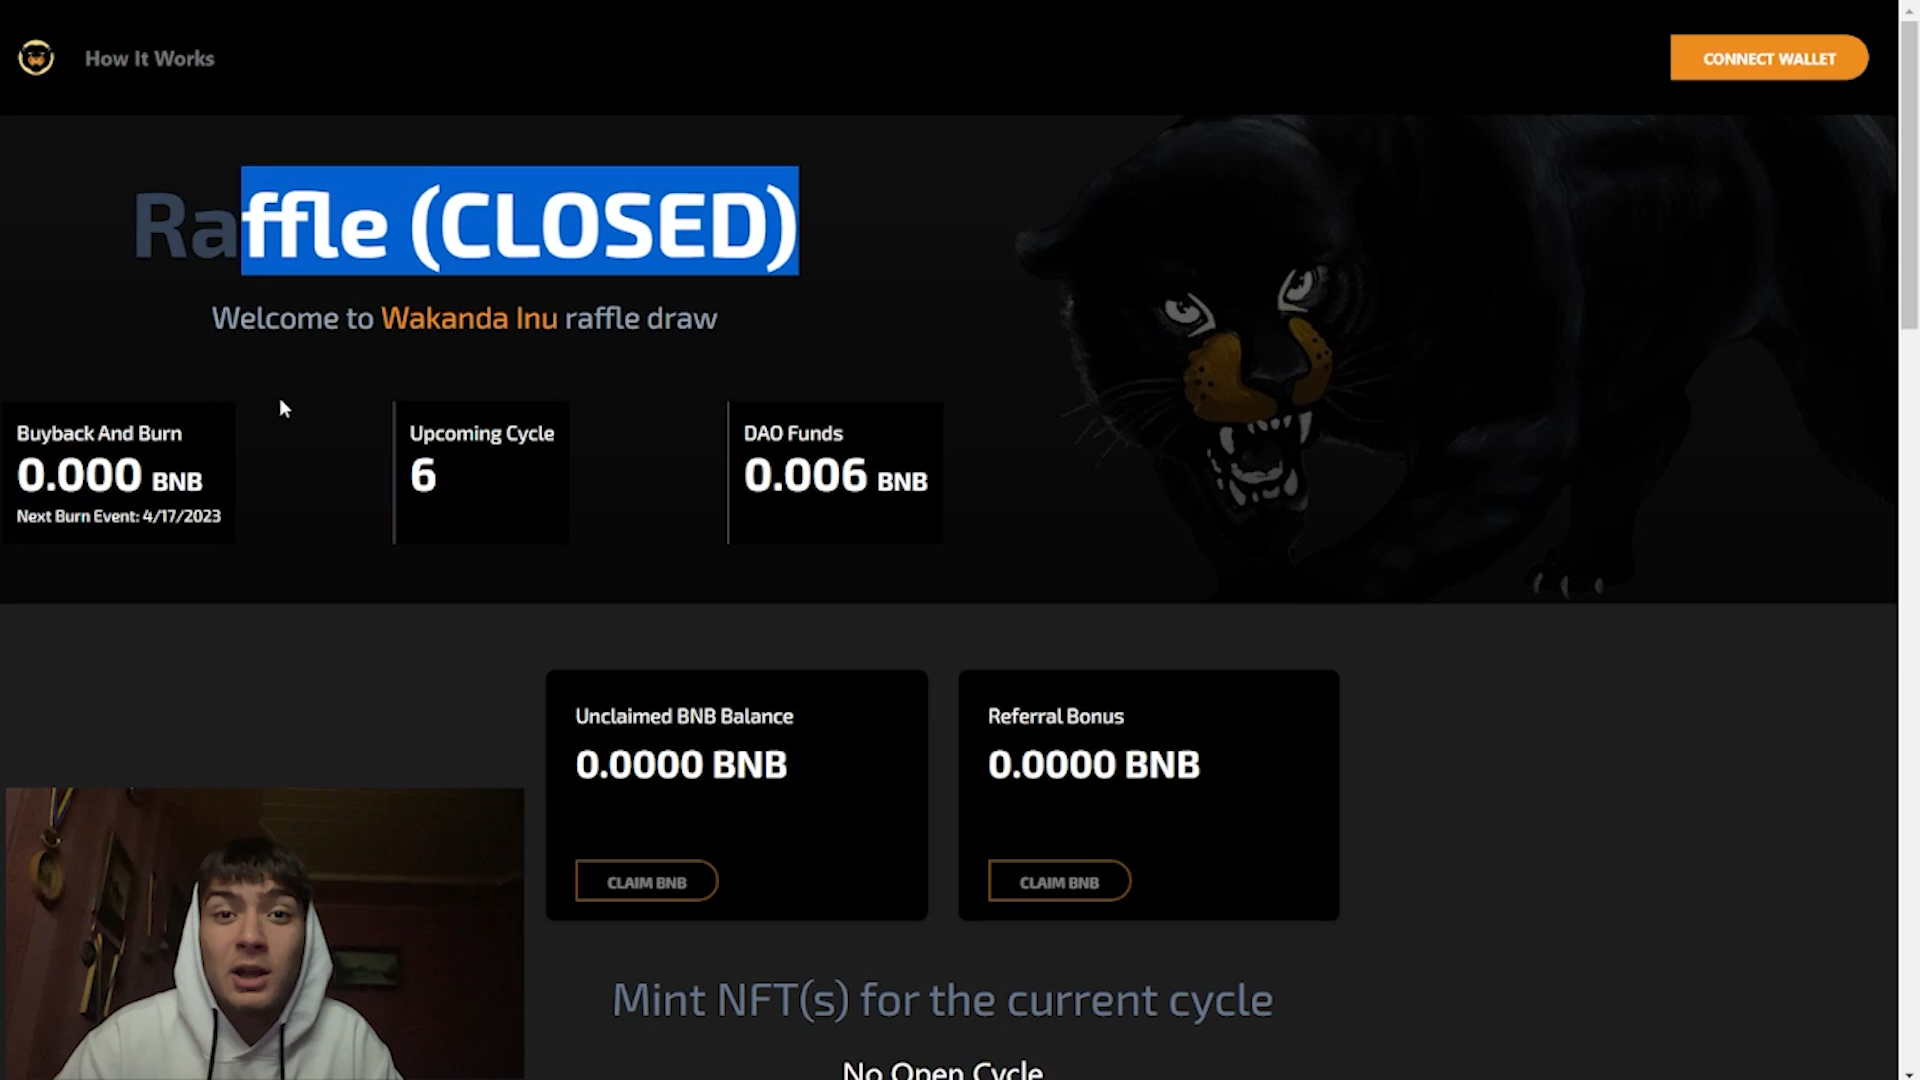 How It Works
CONNECT WALLET
Raffle (CLOSED)
Welcome to Wakanda Inu raffle draw
Buyback And Burn
0.000 BNB
Next Burn Event: 4/17/2023
Upcoming Cycle
6
DAO Funds
0.006 BNB
Unclaimed BNB Balance
0.0000 BNB
CLAIM BNB
Referral Bonus
0.0000 BNB
CLAIM BNB
Mint NFT(s) for the current cycle
No Open Cycle